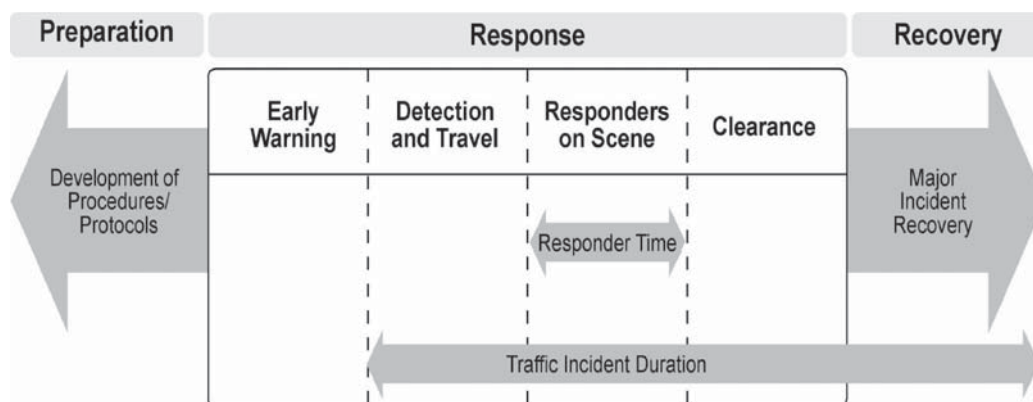 Preparation
Response
Recovery
Early
Warning
Detection
and Travel
Responders
on Scene
Clearance
Development of
Procedures/
Protocols
Major
Incident
Recovery
Responder Time
Traffic Incident Duration